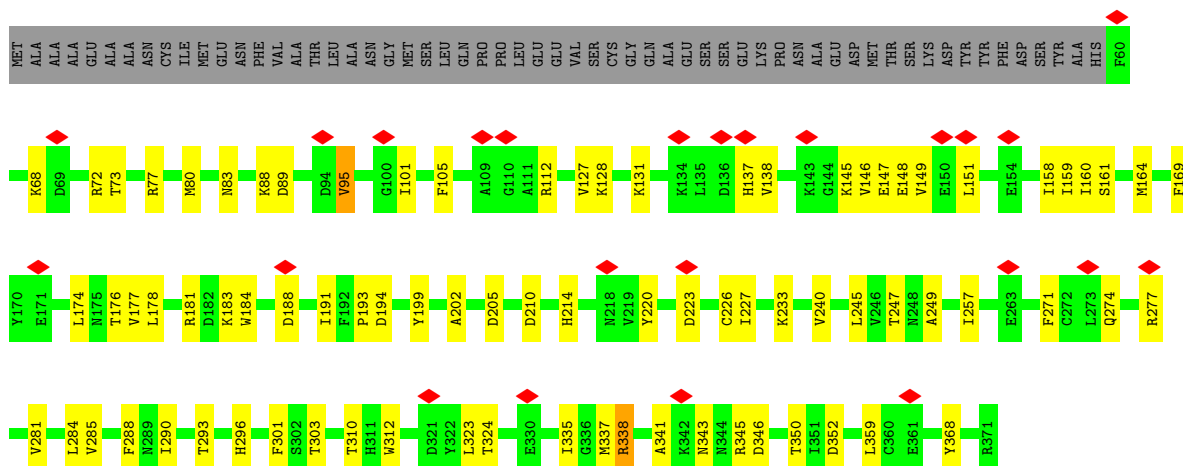 MET ALA ALA ALA GLU ALA ALA ASN CYS ILE MET GLU ASN PHE VAL ALA THR LEU ALA ASN GLY MET SER LEU GLN PRO PRO LEU GLU GLU VAL SER CYS GLY GLN ALA GLU SER SER GLU LYS PRO ASN ALA GLU ASP MET THR SER LYS ASP TYR TYR PHE ASP SER TYR ALA HIS F60
K68 D69 R72 T73 R77 M80 N83 K88 D89 D94 V95 G100 I101 F105 A109 G110 A111 R112 V127 K128 K131 K134 L135 D136 H137 V138 K143 G144 K145 V146 E147 E148 V149 E150 L151 E154 I158 I159 I160 S161 M164 F169
Y170 E171 L174 N175 T176 V177 L178 R181 D182 K183 W184 D188 I191 F192 P193 D194 Y199 A202 D205 D210 H214 N218 V219 Y220 D223 C226 I227 K233 V240 L245 V246 T247 N248 A249 I257 E263 F271 C272 L273 Q274 R277
V281 L284 V285 F288 N289 I290 T293 H296 F301 S302 T303 T310 H311 W312 D321 Y322 L323 T324 E330 I335 G336 M337 R338 A341 K342 N343 N344 R345 D346 T350 I351 D352 L359 C360 E361 Y368 R371